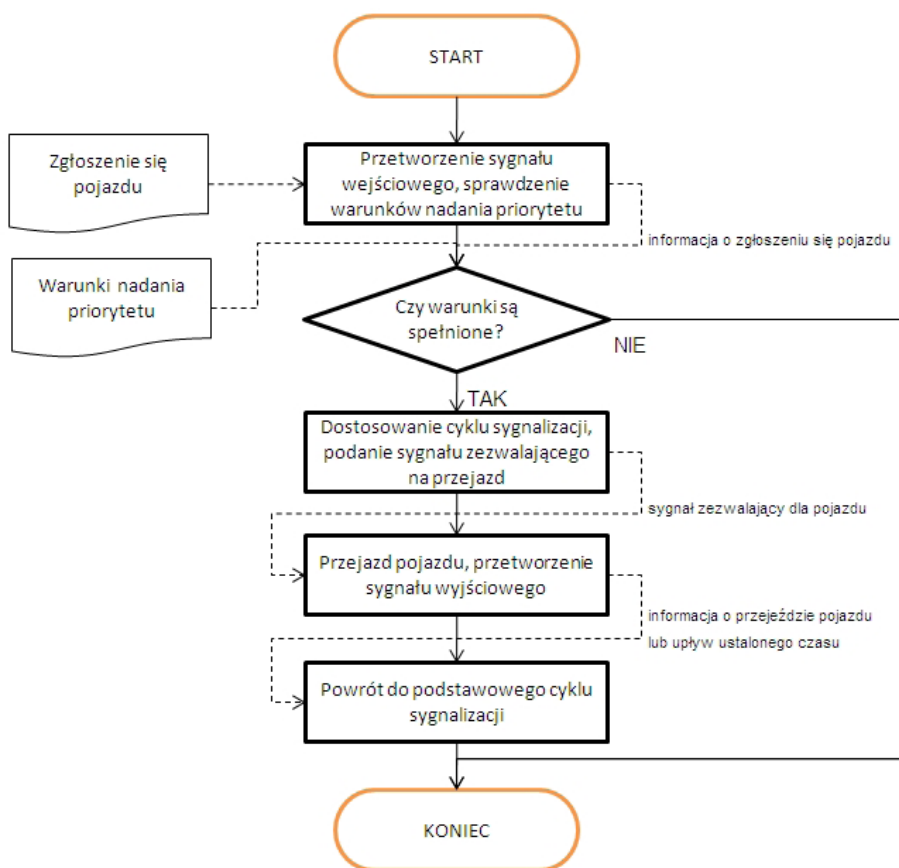 START
Zgłoszenie się
pojazdu
Przetworzenie sygnału
wejściowego, sprawdzenie
warunków nadania priorytetu
informacja o zgłoszeniu się pojazdu
Warunki nadania
priorytetu
Czy warunki są
spełnione?
NIE
TAK
Dostosowanie cyklu sygnalizacji,
podanie sygnału zezwalającego
na przejazd
sygnał zezwalający dla pojazdu
Przejazd pojazdu, przetworzenie
sygnału wyjściowego
informacja o przejeździe pojazdu
lub upływ ustalonego czasu
Powrót do podstawowego cyklu
sygnalizacji
KONIEC